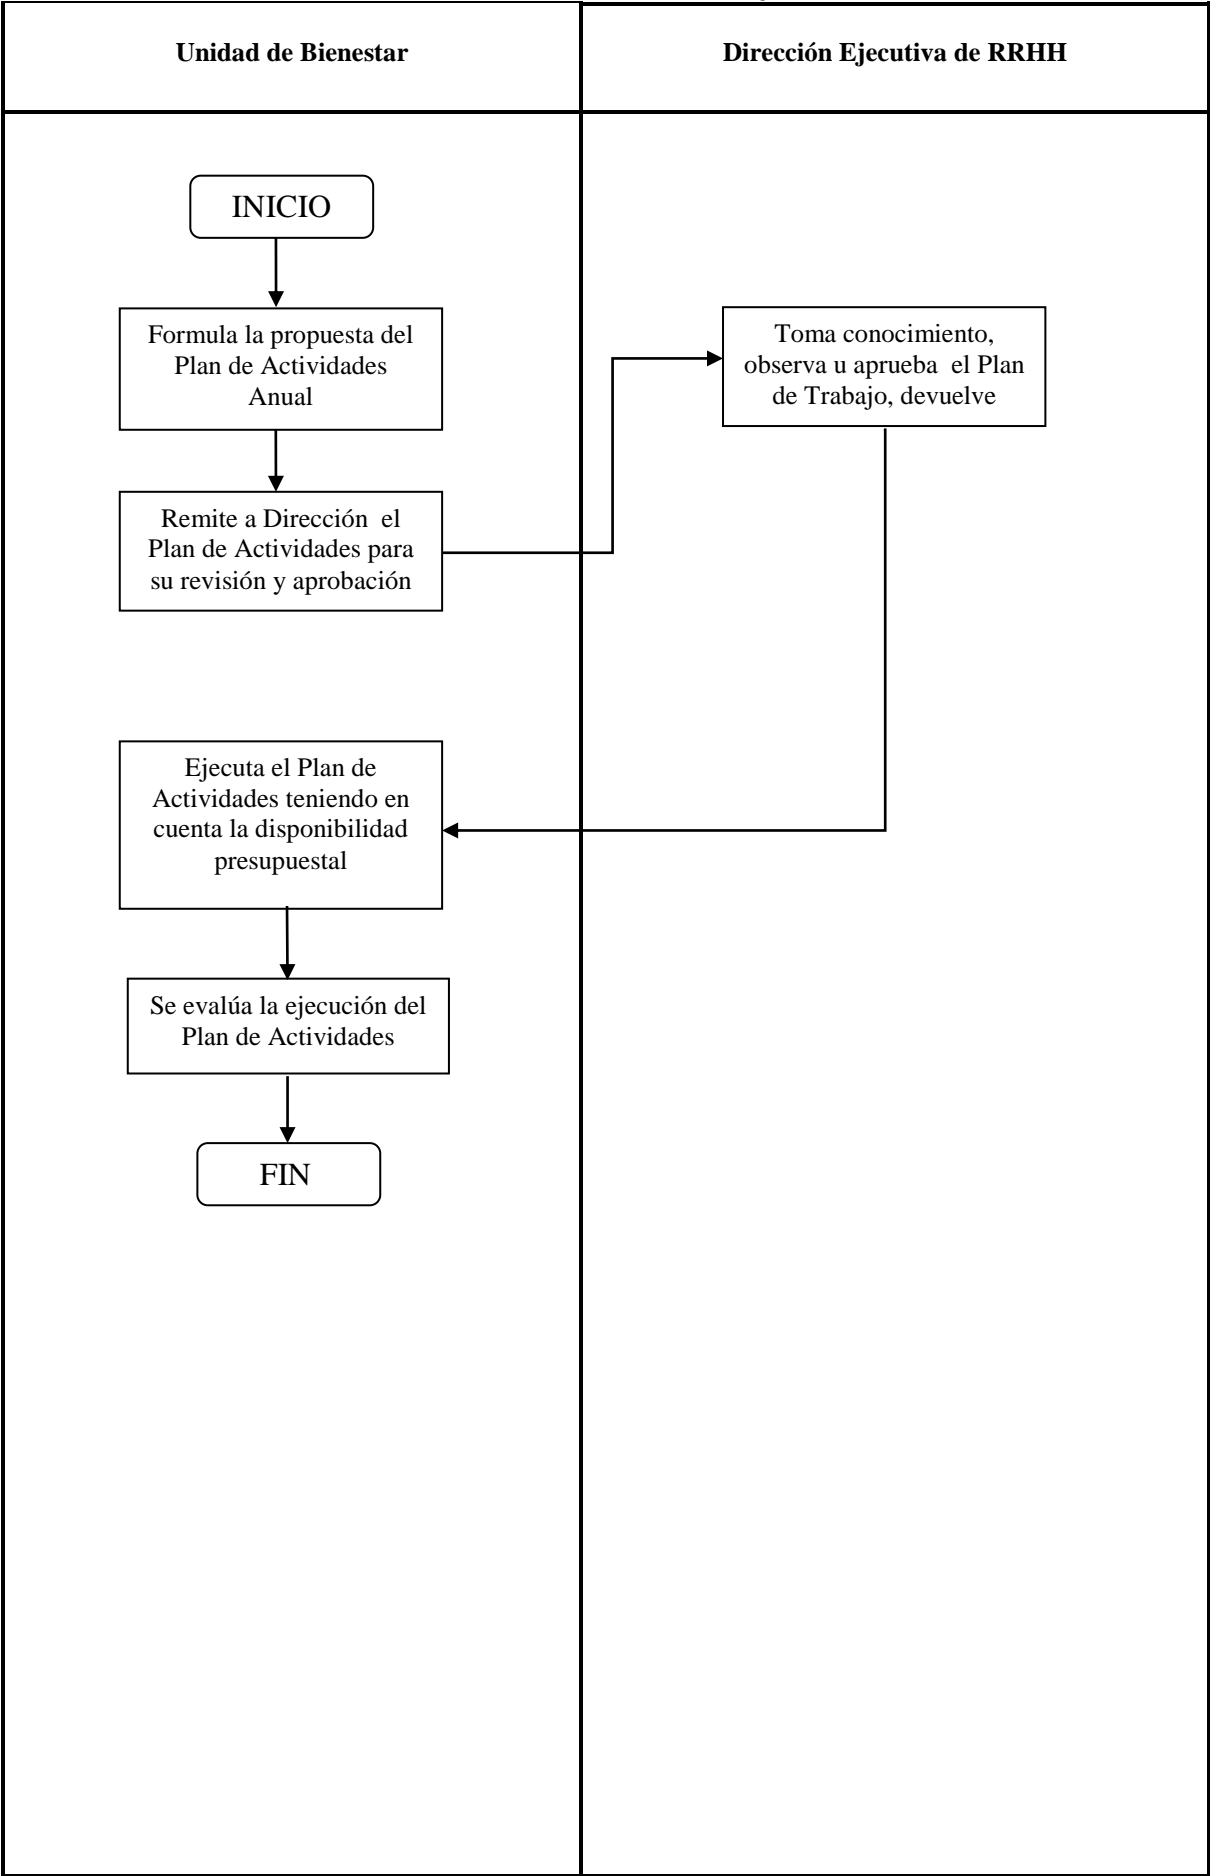 Unidad de Bienestar
Dirección Ejecutiva de RRHH
INICIO
Formula la propuesta del
Plan de Actividades
Anual
Remite a Dirección  el
Plan de Actividades para
su revisión y aprobación
Toma conocimiento,
observa u aprueba  el Plan
de Trabajo, devuelve
Ejecuta el Plan de
Actividades teniendo en
cuenta la disponibilidad
presupuestal
Se evalúa la ejecución del
Plan de Actividades
FIN